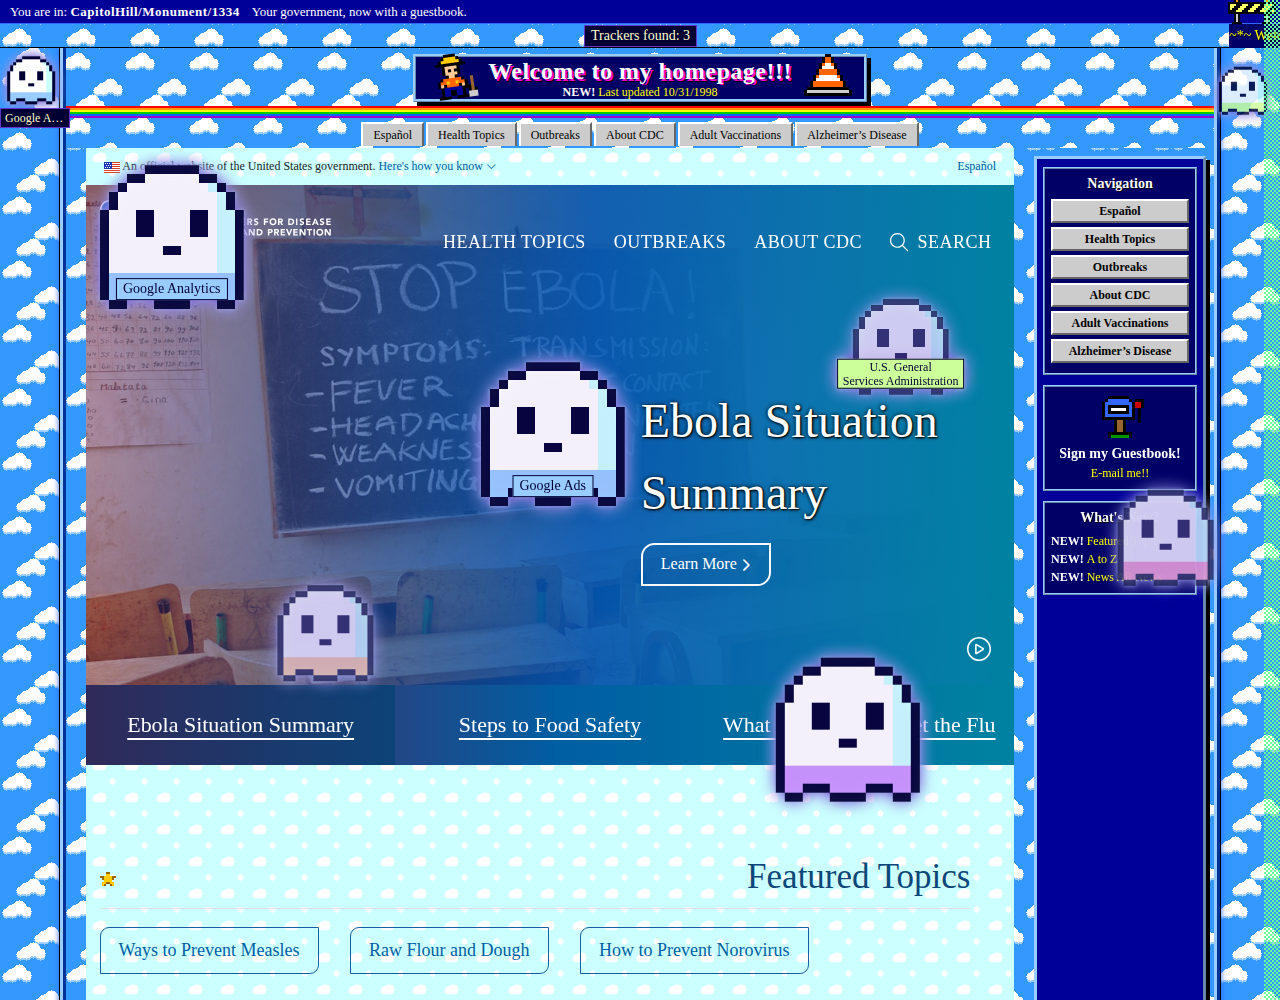 You are in: CapitolHill/Monument/1334 Your government, now with a guestbook.
Trackers found: 3
~*~ W
Welcome to my homepage!!!
NEW! Last updated 10/31/1998
Google A…
Español Health Topics Outbreaks About CDC Adult Vaccinations Alzheimer’s Disease
An official website of the United States government. Here's how you know
Español
RS FOR DISEASE
AND PREVENTION
HEALTH TOPICS OUTBREAKS ABOUT CDC SEARCH
Google Analytics
STOP EBOLA!
SYMPTOMS: TRANSMISSION:
-FEVER CONTACT
-HEADACH
-WEAKNES
-VOMITING
Mabtata
U.S. General
Services Administration
Google Ads
Ebola Situation
Summary
Learn More
Ebola Situation Summary
Steps to Food Safety
What
et the Flu
Featured Topics
Ways to Prevent Measles
Raw Flour and Dough
How to Prevent Norovirus
Navigation
Español
Health Topics
Outbreaks
About CDC
Adult Vaccinations
Alzheimer’s Disease
Sign my Guestbook!
E-mail me!!
What's
NEW! Featur
NEW! A to Z
NEW! News